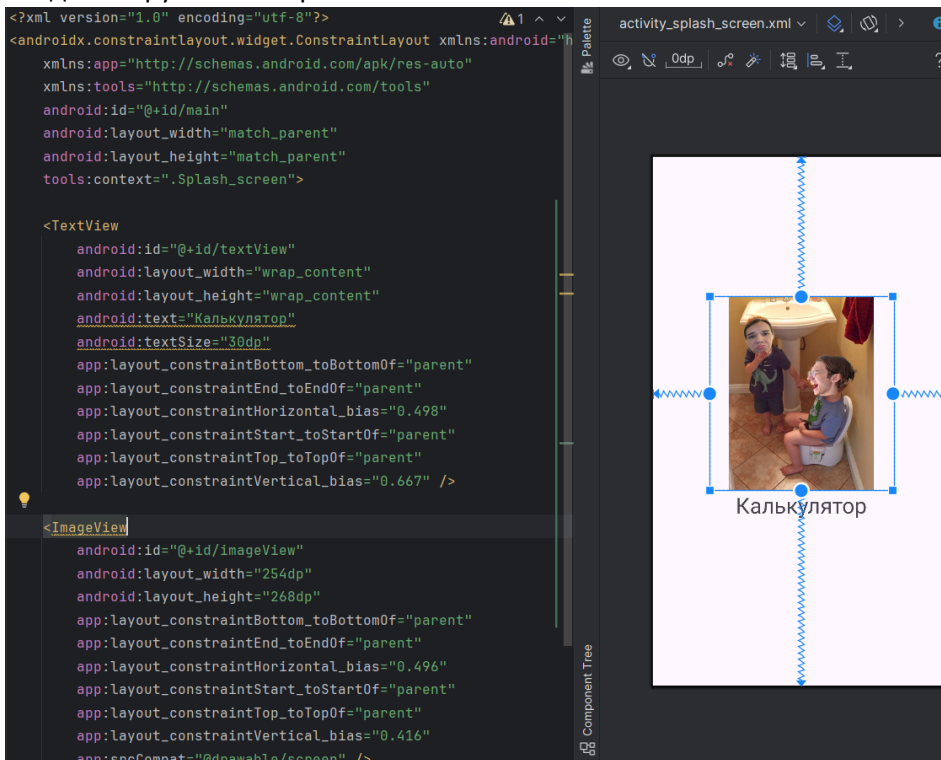 <?xml version="1.0" encoding="utf-8"?>
1
<androidx.constraintlayout.widget.ConstraintLayout xmlns:android="h
xmlns:app="http://schemas.android.com/apk/res-auto"
xmlns:tools="http://schemas.android.com/tools"
android:id="@+id/main"
android:layout_width="match_parent"
android:layout_height="match_parent"
tools:context=".Splash_screen">
<TextView
android:id="@+id/textView"
android:layout_width="wrap_content"
android:layout_height="wrap_content"
android:text="Калькулятор"
android:textSize="30dp"
app:layout_constraintBottom_toBottomOf="parent"
app:layout_constraintEnd_toEndOf="parent"
app:layout_constraintHorizontal_bias="0.498"
app:layout_constraintStart_toStartOf="parent"
app:layout_constraintTop_toTopOf="parent"
app:layout_constraintVertical_bias="0.667" />
<ImageView
android:id="@+id/imageView"
android:layout_width="254dp"
android:layout_height="268dp"
app:layout_constraintBottom_toBottomOf="parent"
app:layout_constraintEnd_toEndOf="parent"
app:layout_constraintHorizontal_bias="0.496"
app:layout_constraintStart_toStartOf="parent"
app:layout_constraintTop_toTopOf="parent"
app:layout_constraintVertical_bias="0.416"
app:srcCompat="@drawable/screen" />
Palette
Component Tree
activity_splash_screen.xml
0dp
Калькулятор